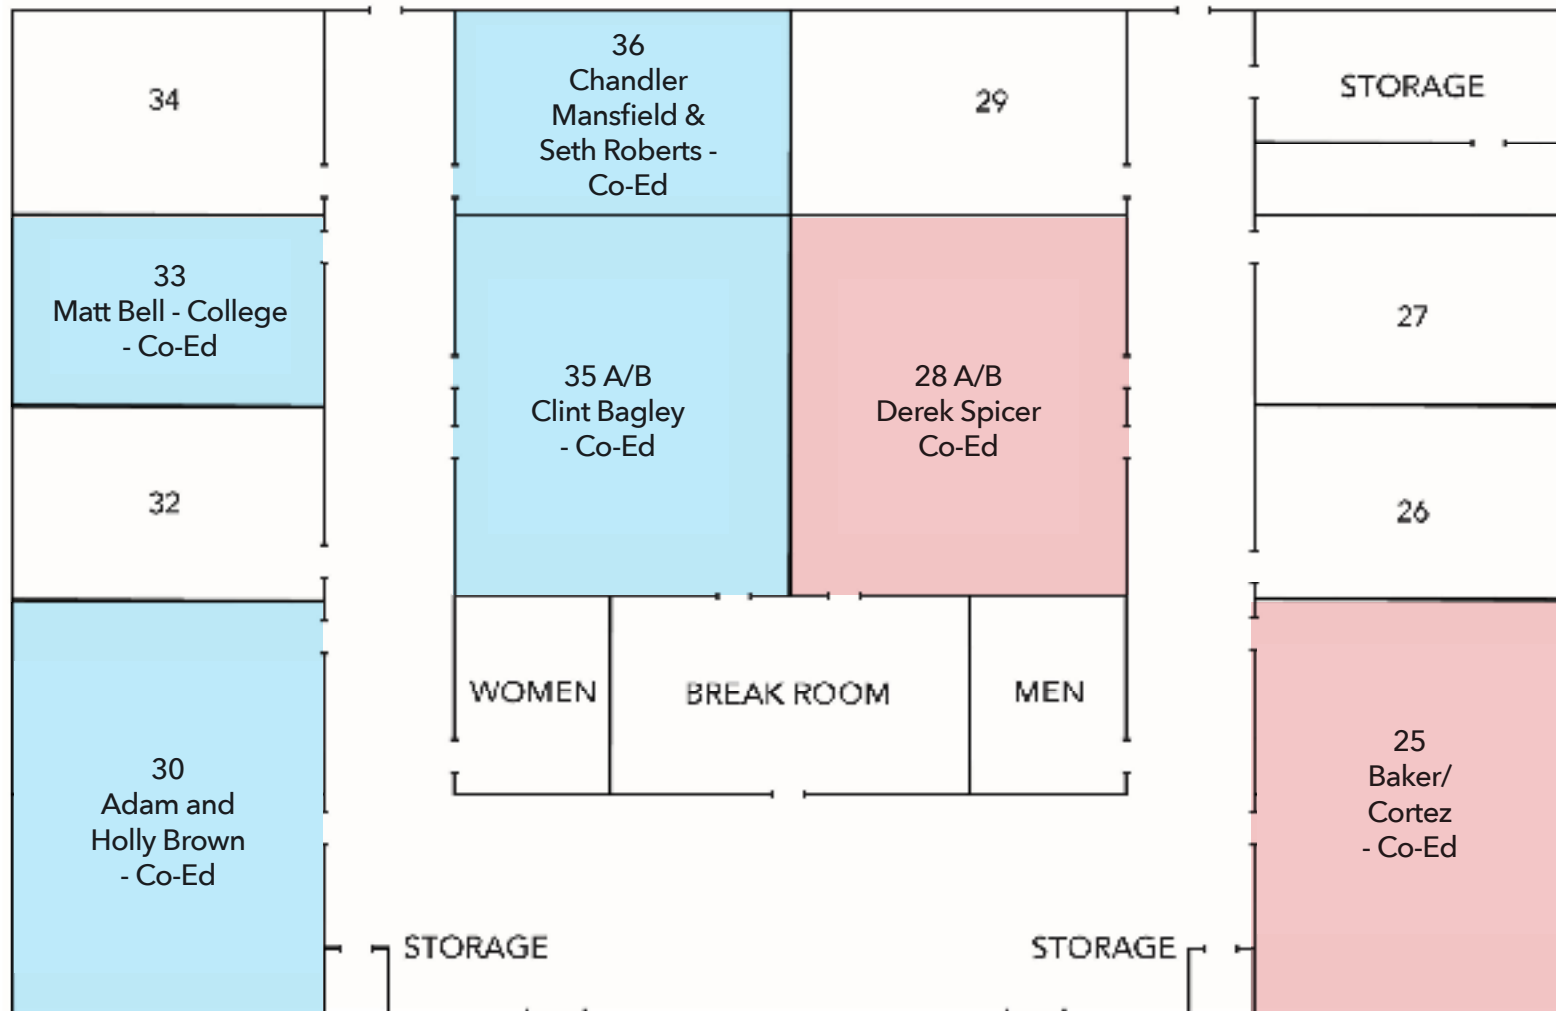 34
36
Chandler
Mansfield &
Seth Roberts -
Co-Ed
29
STORAGE
33
Matt Bell - College
- Co-Ed
35 A/B
Clint Bagley
- Co-Ed
28 A/B
Derek Spicer
Co-Ed
27
32
26
WOMEN
BREAK ROOM
MEN
30
Adam and
Holly Brown
- Co-Ed
25
Baker/
Cortez
- Co-Ed
STORAGE
STORAGE